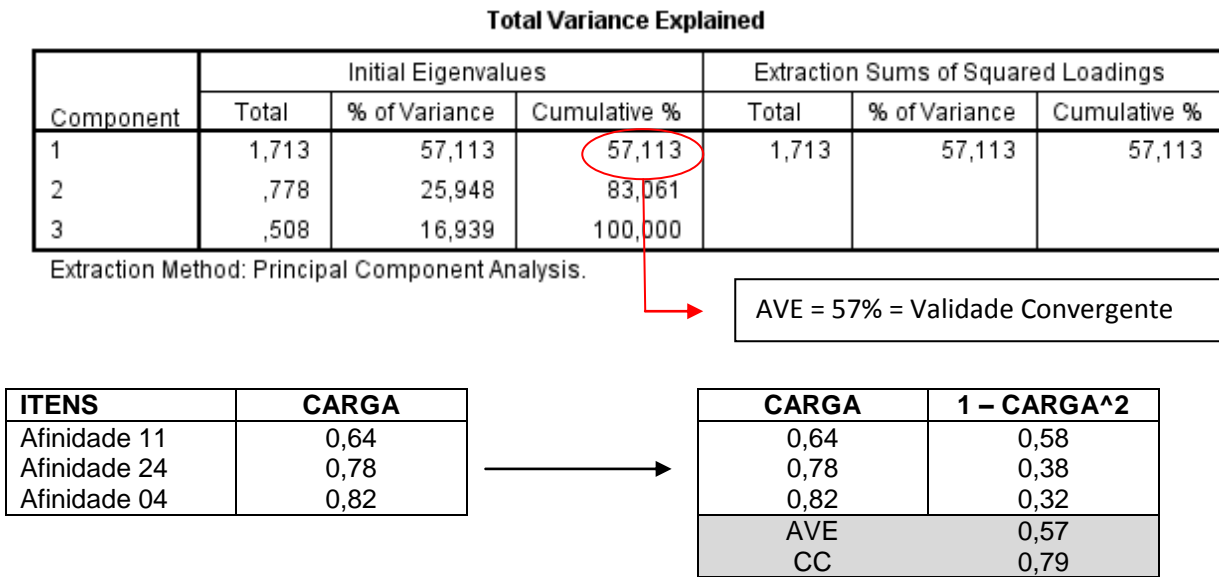 Total Variance Explained
Component Initial Eigenvalues Extraction Sums of Squared Loadings
Total % of Variance Cumulative % Total % of Variance Cumulative %
1 1,713 57,113 57,113 1,713 57,113 57,113
2 ,778 25,948 83,061
3 ,508 16,939 100,000
Extraction Method: Principal Component Analysis.
AVE = 57% = Validade Convergente
ITENS CARGA
Afinidade 11 0,64
Afinidade 24 0,78
Afinidade 04 0,82
CARGA 1 – CARGA^2
0,64 0,58
0,78 0,38
0,82 0,32
AVE 0,57
CC 0,79